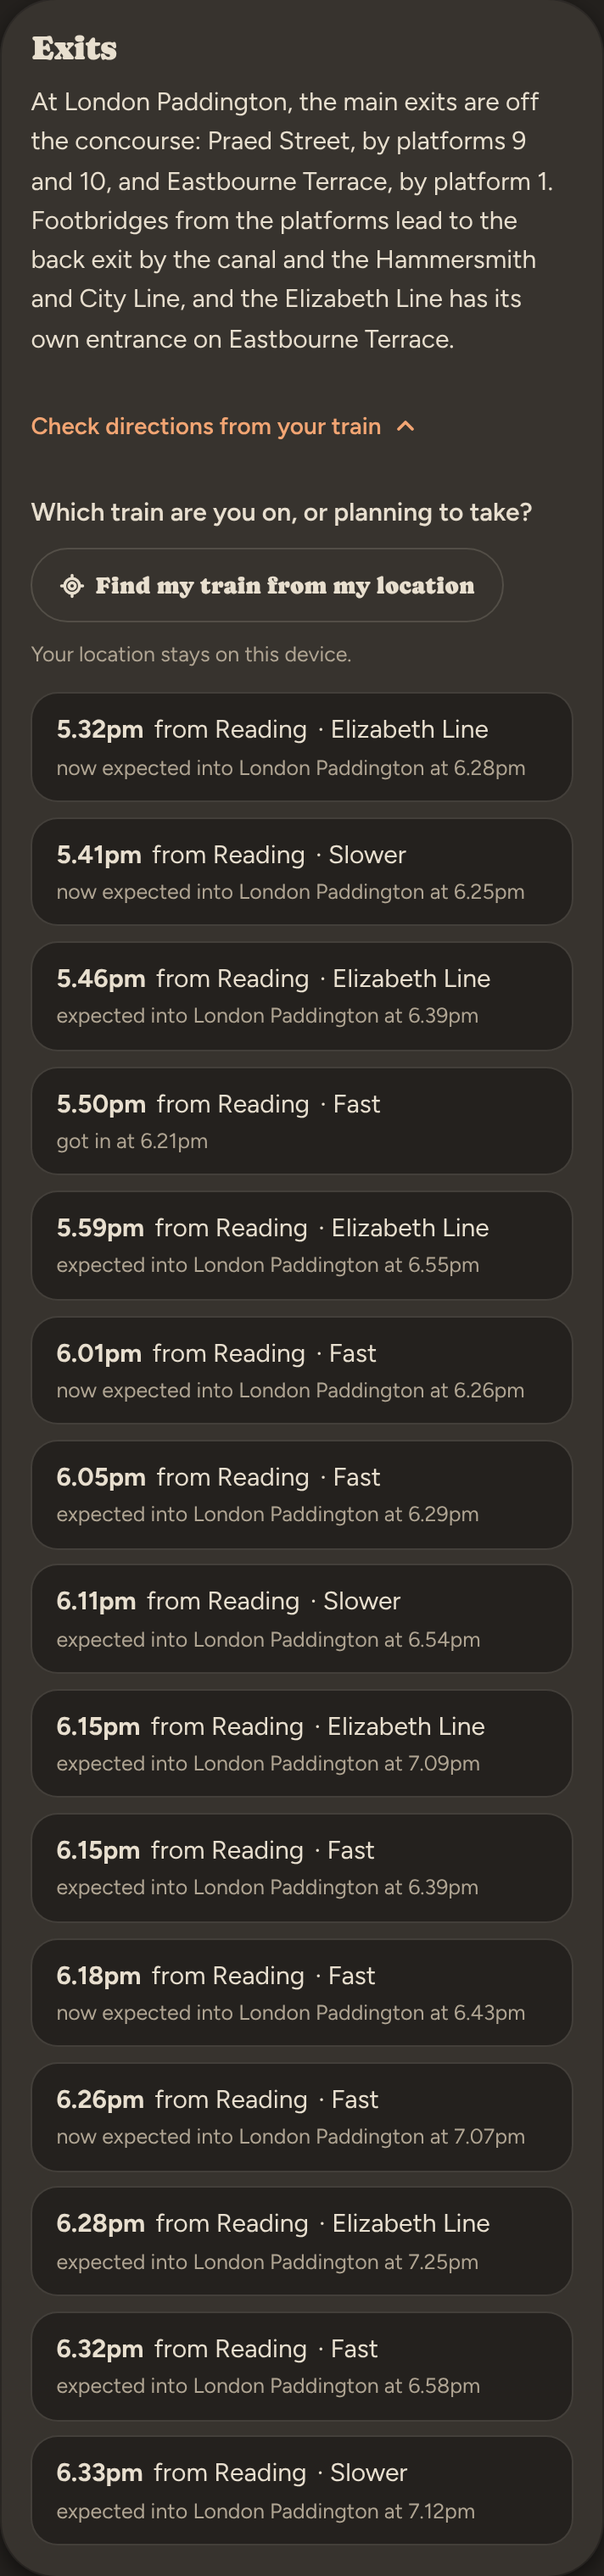 Exits
At London Paddington, the main exits are off
the concourse: Praed Street, by platforms 9
and 10, and Eastbourne Terrace, by platform 1.
Footbridges from the platforms lead to the
back exit by the canal and the Hammersmith
and City Line, and the Elizabeth Line has its
own entrance on Eastbourne Terrace.
Check directions from your train
Which train are you on, or planning to take?
Find my train from my location
Your location stays on this device.
5.32pm from Reading · Elizabeth Line
now expected into London Paddington at 6.28pm
5.41pm from Reading · Slower
now expected into London Paddington at 6.25pm
5.46pm from Reading · Elizabeth Line
expected into London Paddington at 6.39pm
5.50pm from Reading · Fast
got in at 6.21pm
5.59pm from Reading · Elizabeth Line
expected into London Paddington at 6.55pm
6.01pm from Reading · Fast
now expected into London Paddington at 6.26pm
6.05pm from Reading · Fast
expected into London Paddington at 6.29pm
6.11pm from Reading · Slower
expected into London Paddington at 6.54pm
6.15pm from Reading · Elizabeth Line
expected into London Paddington at 7.09pm
6.15pm from Reading · Fast
expected into London Paddington at 6.39pm
6.18pm from Reading · Fast
now expected into London Paddington at 6.43pm
6.26pm from Reading · Fast
now expected into London Paddington at 7.07pm
6.28pm from Reading · Elizabeth Line
expected into London Paddington at 7.25pm
6.32pm from Reading · Fast
expected into London Paddington at 6.58pm
6.33pm from Reading · Slower
expected into London Paddington at 7.12pm